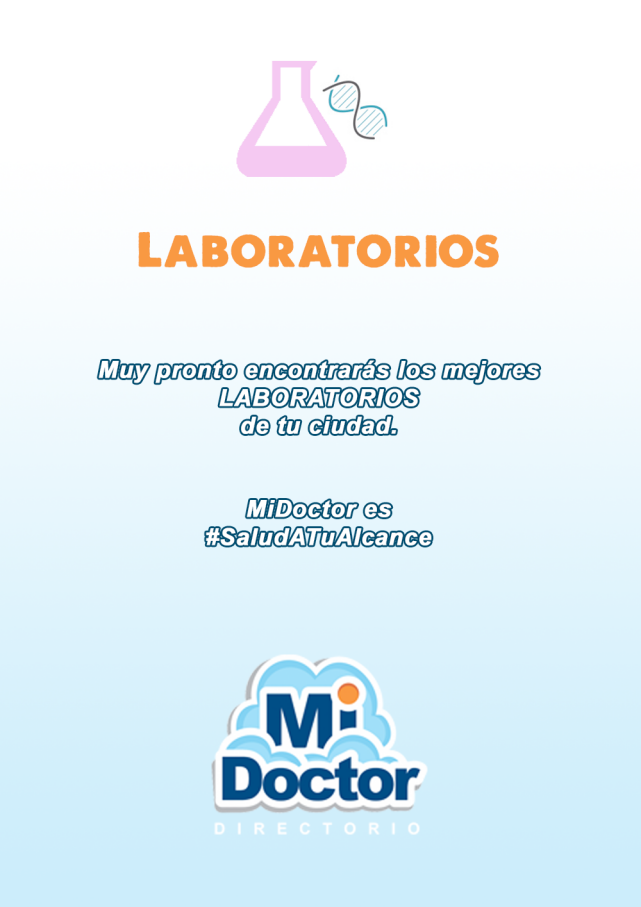 LABORATORIOS
Muy pronto encontrarás los mejores
LABORATORIOS
de tu ciudad.
MiDoctor es
#SaludATuAlcance
Mi
Doctor
DIRECTORIO